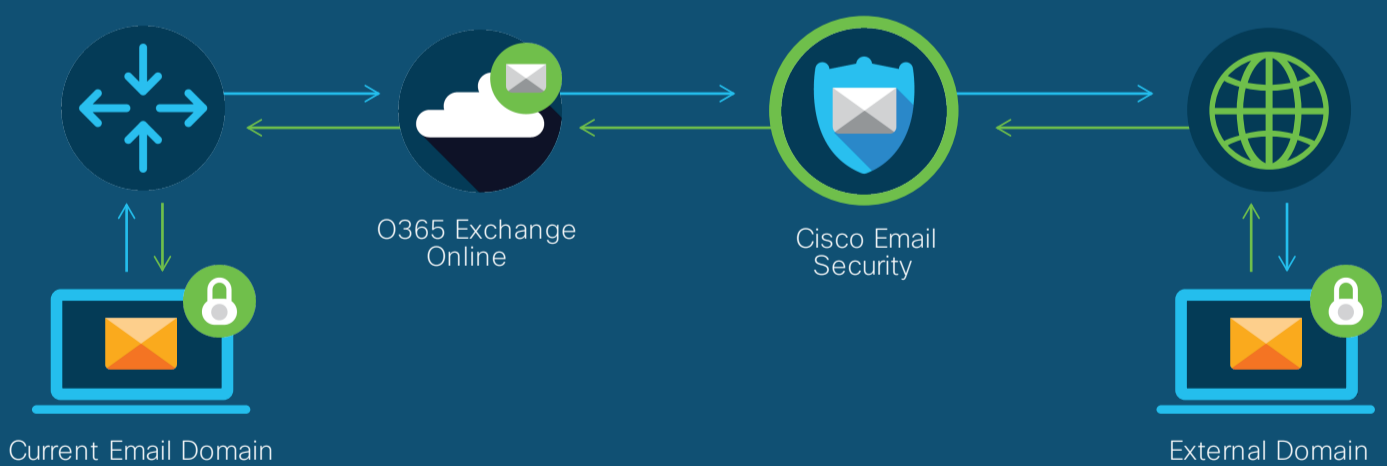 O365 Exchange
Online
Cisco Email
Security
Current Email Domain
External Domain